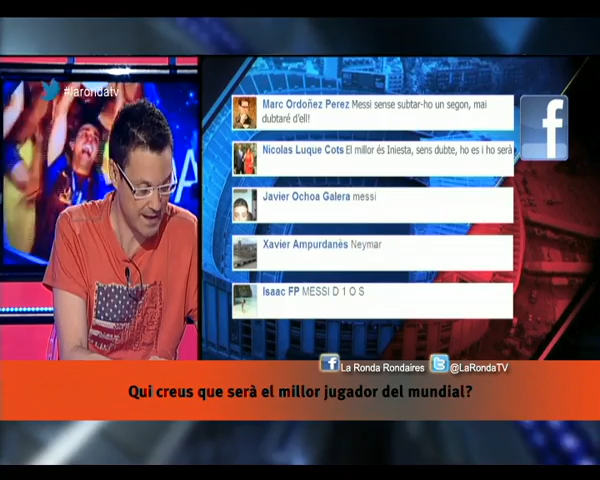 #larondatv
Marc Ordoñez Perez Messi sense subtar-ho un segon, mai
dubtaré d'ell!
Nicolas Luque Cots El millor és Iniesta, sens dubte, ho es i ho serà
Javier Ochoa Galera messi
Xavier Ampurdanès Neymar
Isaac FP MESSI D 1 O S
La Ronda Rondaires @LaRondaTV
Qui creus que serà el millor jugador del mundial?